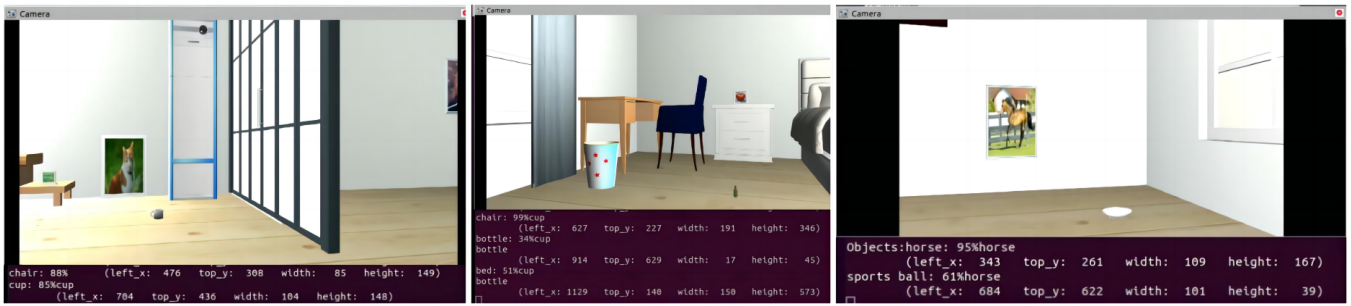 Camera
chair: 88% (left_x: 476 top_y: 308 width: 85 height: 149)
cup: 85%cup
(left_x: 704 top_y: 436 width: 104 height: 148)
Camera
chair: 99%cup
(left_x: 627 top_y: 227 width: 191 height: 346)
bottle: 34%cup
bottle
(left_x: 914 top_y: 629 width: 17 height: 45)
bed: 51%cup
bottle
(left_x: 1129 top_y: 140 width: 150 height: 573)
Camera
Objects:horse: 95%horse
(left_x: 343 top_y: 261 width: 109 height: 167)
sports ball: 61%horse
(left_x: 684 top_y: 622 width: 101 height: 39)